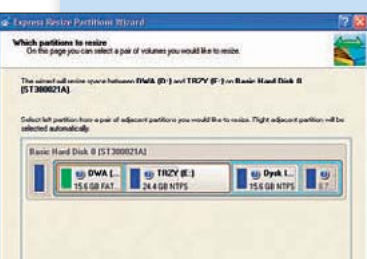 Express Resize Partitions Wizard
Which partitions to resize
On the page you can select a pair of volumes you would like to resize.
The wizard will resize space between DWA (D:) and TRZY (E:) on Basic Hard Disk 0
(ST380021A)
Select left partition from a pair of adjacent partitions you would like to resize. Right adjacent partition will be
selected automatically.
Basic Hard Disk 0 (ST380021A)
DWA (... TRZY (E:) Dysk l...
15.6 GB FAT... 24.4 GB NTFS 15.6 GB NTFS